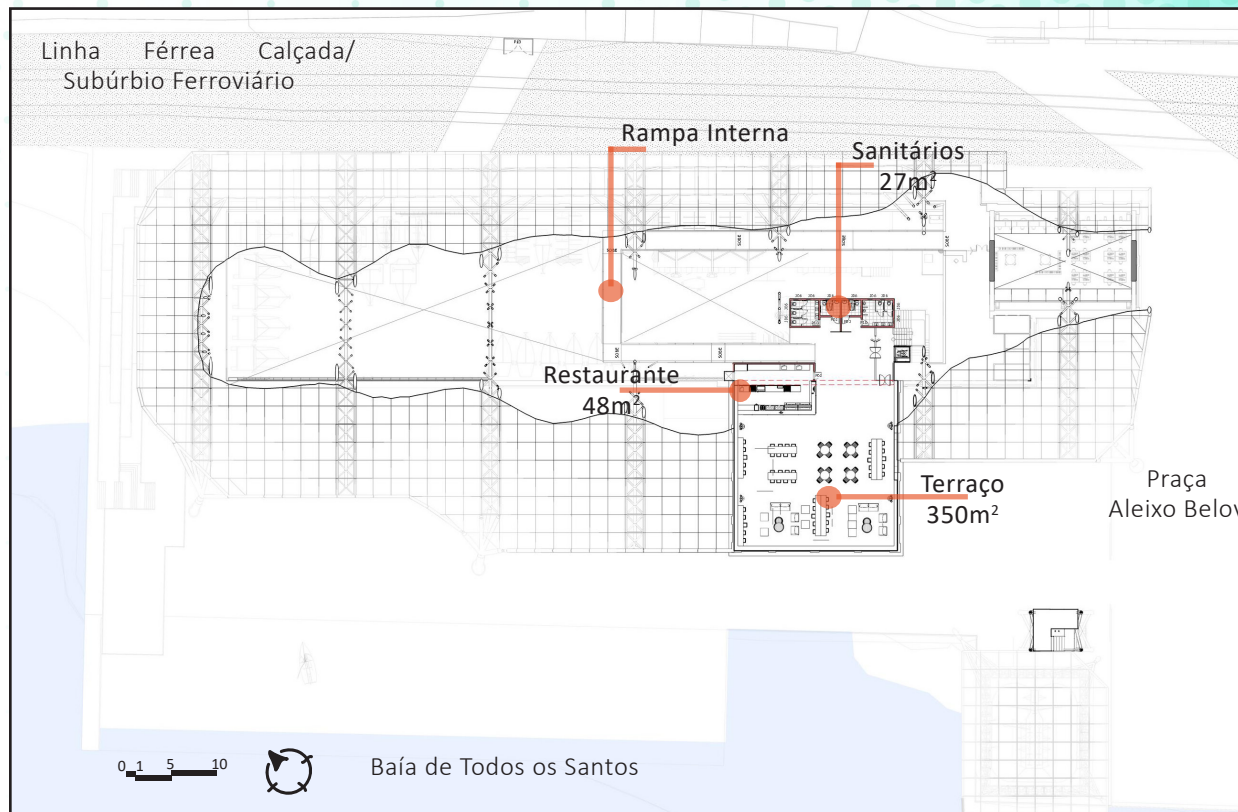 Linha Férrea Calçada/
Subúrbio Ferroviário
Rampa Interna
Sanitários
27m²
Restaurante
48m²
Terraço
350m²
Praça
Aleixo Belov
0 1 5 10
Baía de Todos os Santos